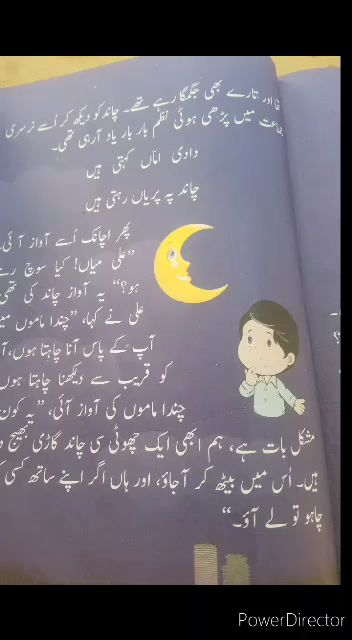 اور تارے بھی جگمگا رہے تھے۔ چاند کو دیکھ کر اُسے نرسری
جماعت میں پڑھی ہوئی نظم بار بار یاد آ رہی تھی۔
دادی اماں کہتی ہیں
چاند پہ پریاں رہتی ہیں
پھر اچانک اُسے آواز آئی
”علی میاں! کیا سوچ رہے
ہو؟“ یہ آواز چاند کی تھی
علی نے کہا، ”چندا ماموں میں
آپ کے پاس آنا چاہتا ہوں،
کو قریب سے دیکھنا چاہتا ہوں
چندا ماموں کی آواز آئی، ”یہ کون
مشکل بات ہے، ہم ابھی ایک چھوٹی سی چاند گاڑی بھیج
ہیں۔ اُس میں بیٹھ کر آ جاؤ، اور ہاں اگر اپنے ساتھ کسی
چاہو تو لے آؤ۔“
PowerDirector